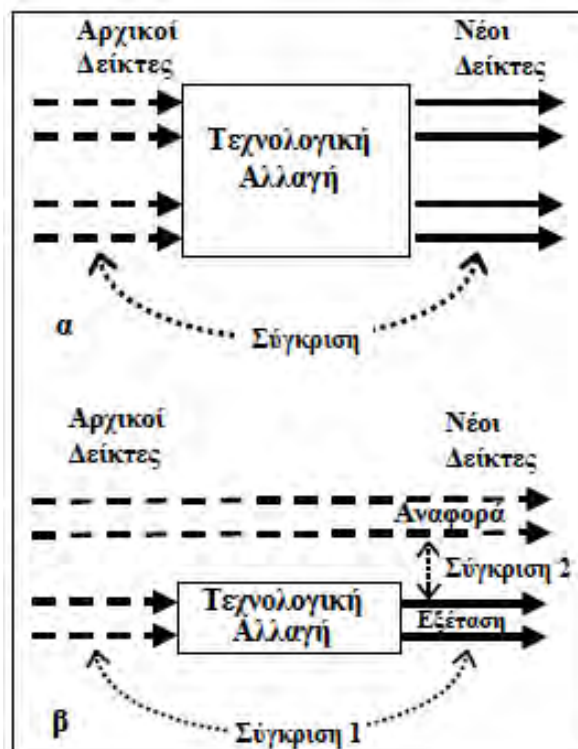 Αρχικοί
Δείκτες
Νέοι
Δείκτες
Τεχνολογική
Αλλαγή
α
Σύγκριση
Αρχικοί
Δείκτες
Νέοι
Δείκτες
Αναφορά
Σύγκριση 2
Τεχνολογική
Αλλαγή
Εξέταση
β
Σύγκριση 1